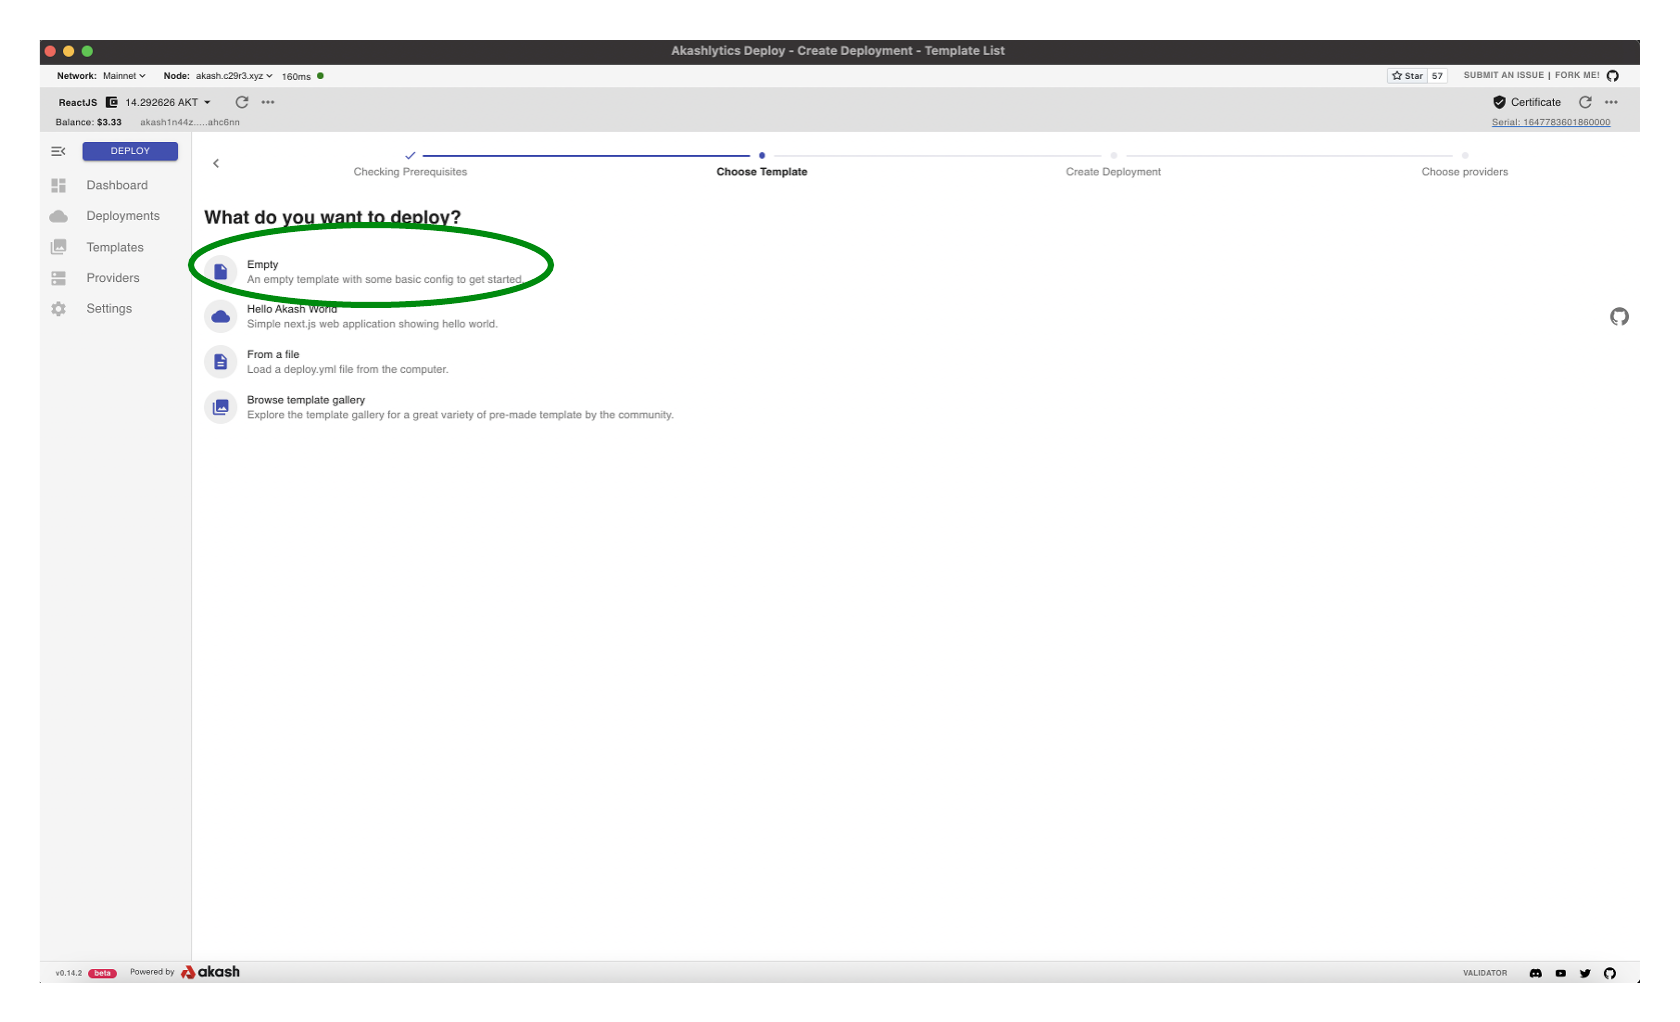 Akashlytics Deploy - Create Deployment - Template List
Network: Mainnet Node: akash.c29r3.xyz 160ms
Star 57 SUBMIT AN ISSUE | FORK ME!
ReactJS 14.292626 AKT
Certificate
Balance: $3.33 akash1n44z.....ahc6nn
Serial: 1647783601860000
DEPLOY
Dashboard
Deployments
Templates
Providers
Settings
Checking Prerequisites
Choose Template
Create Deployment
Choose providers
What do you want to deploy?
Empty
An empty template with some basic config to get started.
Hello Akash World
Simple next.js web application showing hello world.
From a file
Load a deploy.yml file from the computer.
Browse template gallery
Explore the template gallery for a great variety of pre-made template by the community.
v0.14.2 beta Powered by akash
VALIDATOR